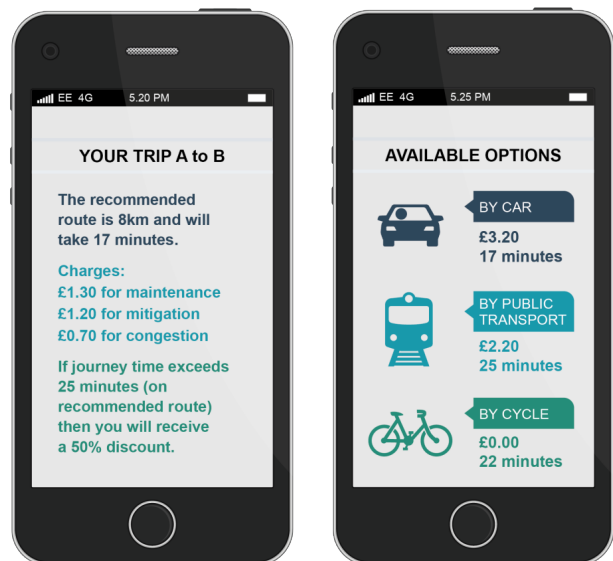 EE 4G 5.20 PM
YOUR TRIP A to B
The recommended
route is 8km and will
take 17 minutes.
Charges:
£1.30 for maintenance
£1.20 for mitigation
£0.70 for congestion
If journey time exceeds
25 minutes (on
recommended route)
then you will receive
a 50% discount.
EE 4G 5.25 PM
AVAILABLE OPTIONS
BY CAR
£3.20
17 minutes
BY PUBLIC
TRANSPORT
£2.20
25 minutes
BY CYCLE
£0.00
22 minutes